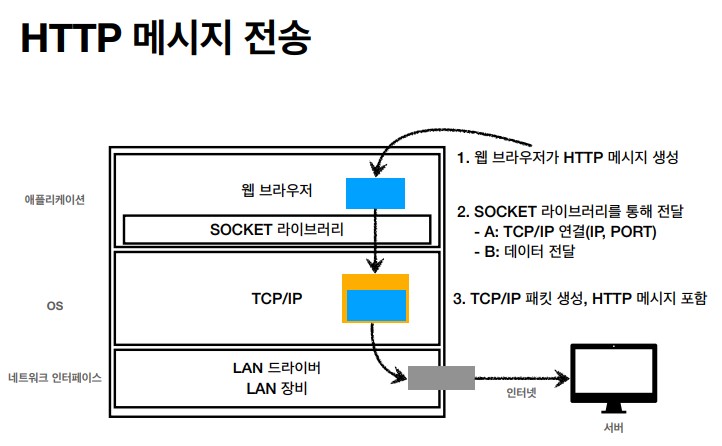 HTTP 메시지 전송
1. 웹 브라우저가 HTTP 메시지 생성
애플리케이션
웹 브라우저
SOCKET 라이브러리
2. SOCKET 라이브러리를 통해 전달
- A: TCP/IP 연결(IP, PORT)
- B: 데이터 전달
OS
TCP/IP
3. TCP/IP 패킷 생성, HTTP 메시지 포함
네트워크 인터페이스
LAN 드라이버
LAN 장비
인터넷
서버